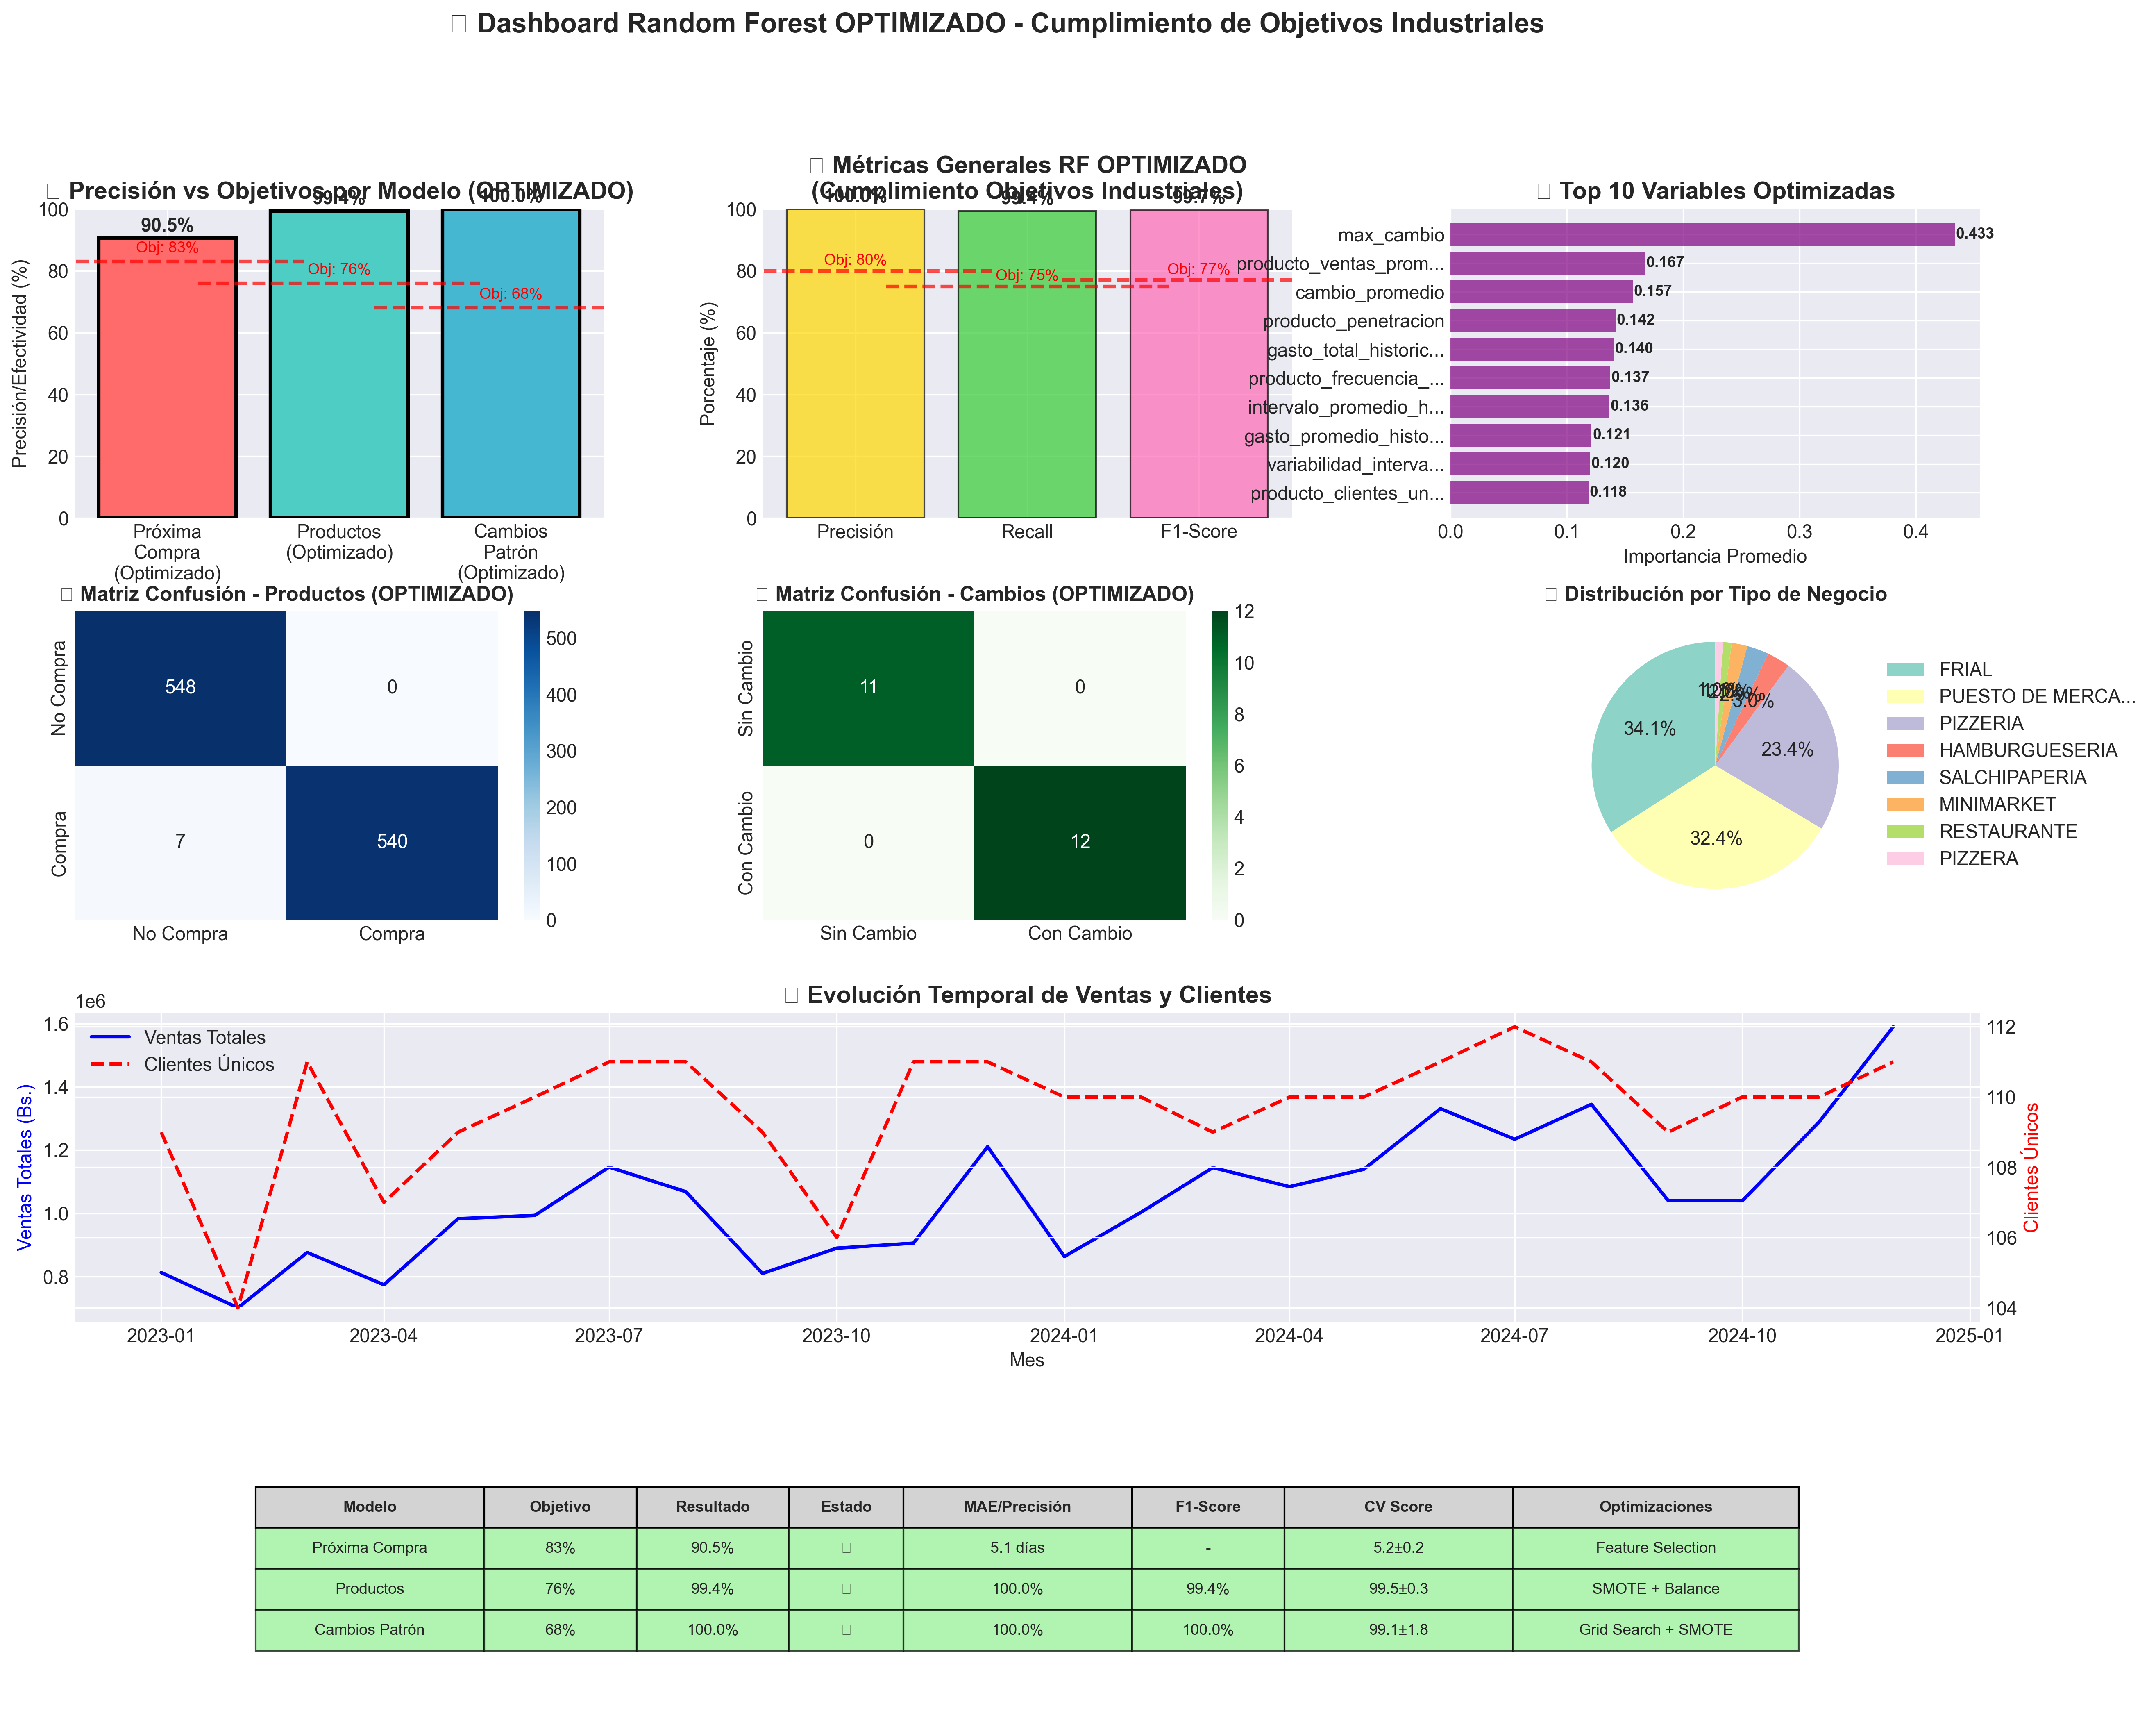 Dashboard Random Forest OPTIMIZADO - Cumplimiento de Objetivos Industriales
Precisión vs Objetivos por Modelo (OPTIMIZADO)
Precisión/Efectividad (%)
100
80
60
40
20
0
90.5%
99.4%
100.0%
Obj: 83%
Obj: 76%
Obj: 68%
Próxima
Compra
(Optimizado)
Productos
(Optimizado)
Cambios
Patrón
(Optimizado)
Métricas Generales RF OPTIMIZADO
(Cumplimiento Objetivos Industriales)
Porcentaje (%)
100
80
60
40
20
0
100.0%
99.4%
99.7%
Obj: 80%
Obj: 75%
Obj: 77%
Precisión
Recall
F1-Score
Top 10 Variables Optimizadas
max_cambio 0.433
producto_ventas_prom... 0.167
cambio_promedio 0.157
producto_penetracion 0.142
gasto_total_historic... 0.140
producto_frecuencia_... 0.137
intervalo_promedio_h... 0.136
gasto_promedio_histo... 0.121
variabilidad_interva... 0.120
producto_clientes_un... 0.118
0.0 0.1 0.2 0.3 0.4
Importancia Promedio
Matriz Confusión - Productos (OPTIMIZADO)
No Compra
Compra
548 0
7 540
No Compra Compra
500
400
300
200
100
0
Matriz Confusión - Cambios (OPTIMIZADO)
Sin Cambio
Con Cambio
11 0
0 12
Sin Cambio Con Cambio
12
10
8
6
4
2
0
Distribución por Tipo de Negocio
34.1%
32.4%
23.4%
3.0%
FRIAL
PUESTO DE MERCA...
PIZZERIA
HAMBURGUESERIA
SALCHIPAPERIA
MINIMARKET
RESTAURANTE
PIZZERA
Evolución Temporal de Ventas y Clientes
1e6
Ventas Totales (Bs.)
1.6
1.4
1.2
1.0
0.8
Ventas Totales
Clientes Únicos
112
110
108
106
104
Clientes Únicos
2023-01 2023-04 2023-07 2023-10 2024-01 2024-04 2024-07 2024-10 2025-01
Mes
Modelo Objetivo Resultado Estado MAE/Precisión F1-Score CV Score Optimizaciones
Próxima Compra 83% 90.5% 5.1 días - 5.2±0.2 Feature Selection
Productos 76% 99.4% 100.0% 99.4% 99.5±0.3 SMOTE + Balance
Cambios Patrón 68% 100.0% 100.0% 100.0% 99.1±1.8 Grid Search + SMOTE